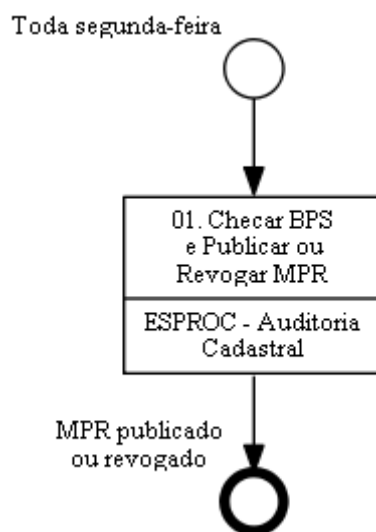 Toda segunda-feira
01. Checar BPS
e Publicar ou
Revogar MPR
ESPROC - Auditoria
Cadastral
MPR publicado
ou revogado